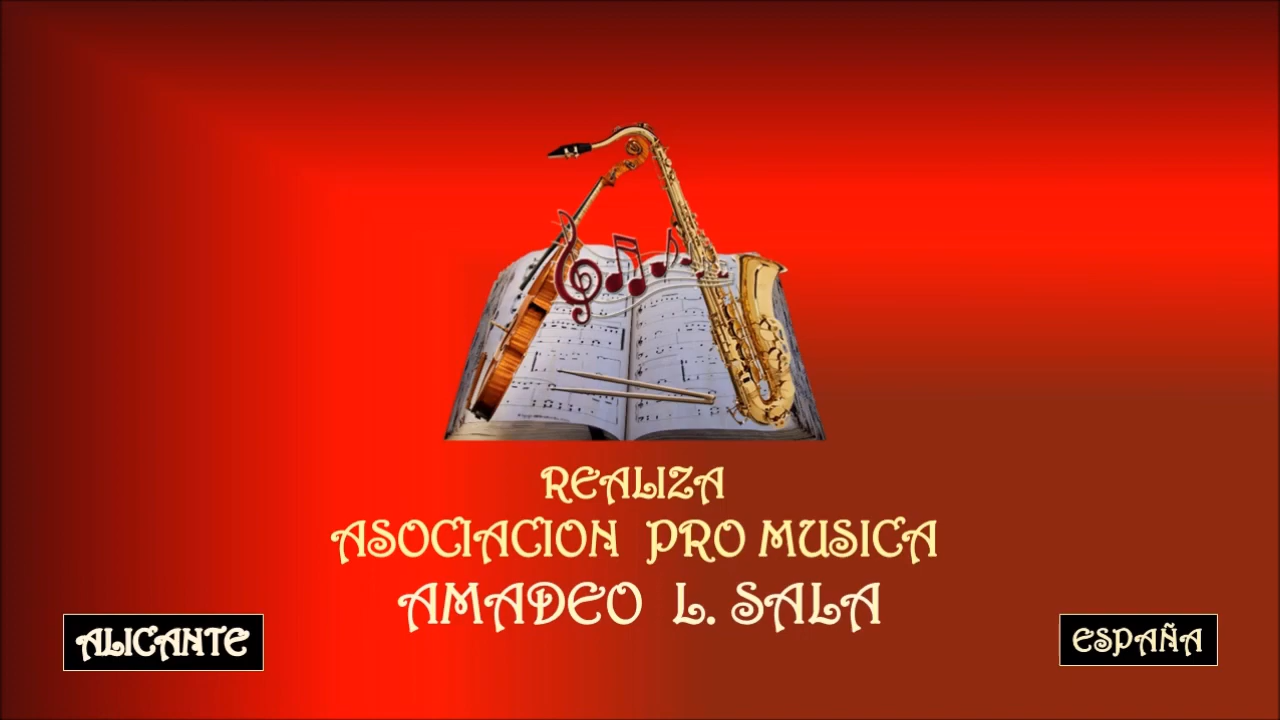 REALIZA
ASOCIACION PRO MUSICA
AMADEO L. SALA
ALICANTE
ESPAÑA